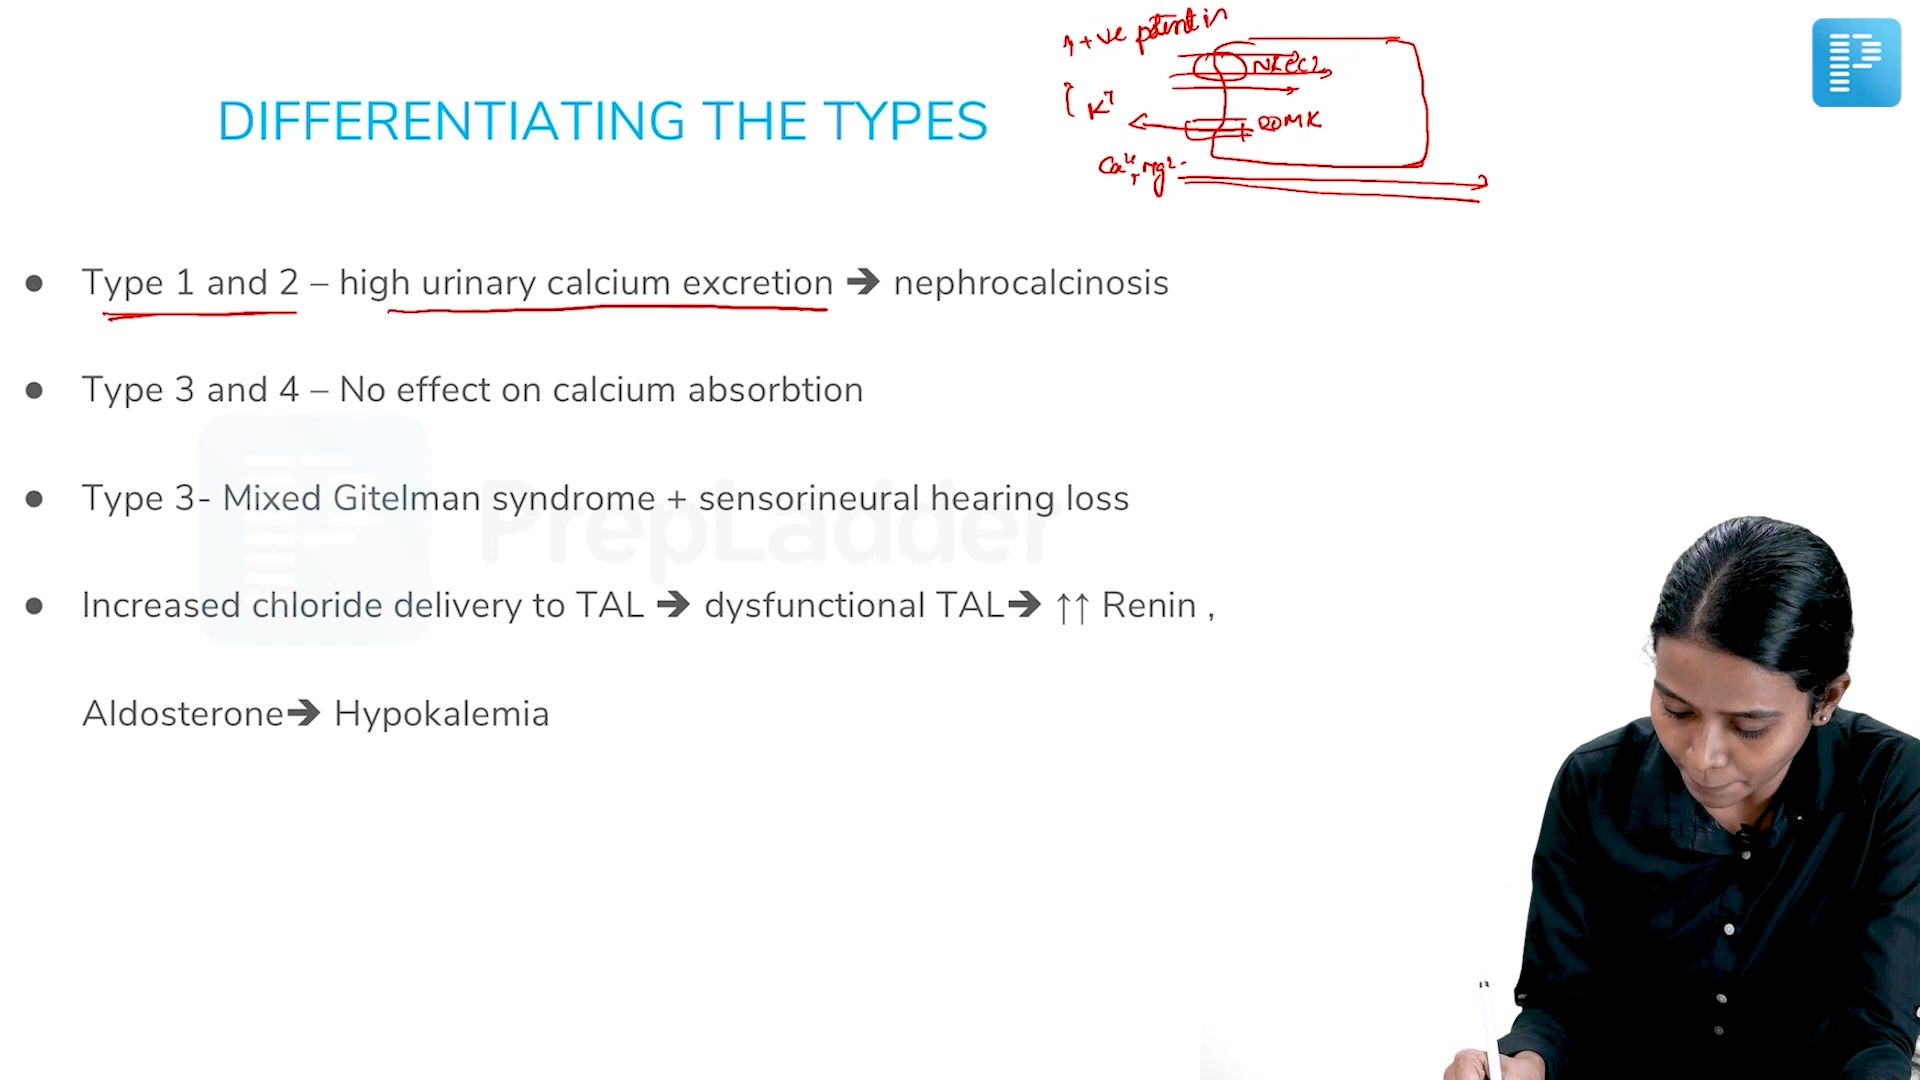 ↑+ve potential in
NKCC2
↑ K+
ROMK
Ca2+ Mg2+
DIFFERENTIATING THE TYPES
● Type 1 and 2 – high urinary calcium excretion ➔ nephrocalcinosis
● Type 3 and 4 – No effect on calcium absorbtion
● Type 3- Mixed Gitelman syndrome + sensorineural hearing loss
PrepLadder
● Increased chloride delivery to TAL ➔ dysfunctional TAL➔ ↑↑ Renin ,
Aldosterone➔ Hypokalemia